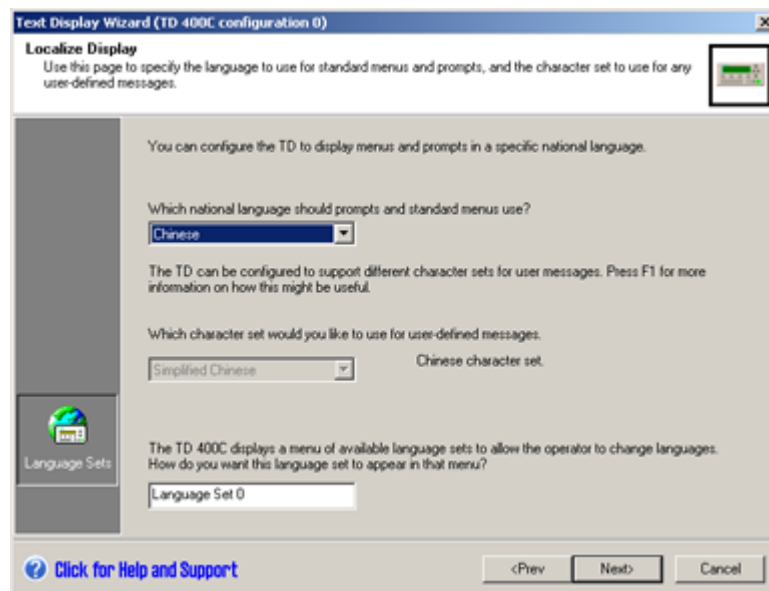 Text Display Wizard (TD 400C configuration 0)
Localize Display
Use this page to specify the language to use for standard menus and prompts, and the character set to use for any
user-defined messages.
You can configure the TD to display menus and prompts in a specific national language.
Which national language should prompts and standard menus use?
Chinese
The TD can be configured to support different character sets for user messages. Press F1 for more
information on how this might be useful.
Which character set would you like to use for user-defined messages.
Simplified Chinese
Chinese character set.
Language Sets
The TD 400C displays a menu of available language sets to allow the operator to change languages.
How do you want this language set to appear in that menu?
Language Set 0
Click for Help and Support
<Prev
Next>
Cancel